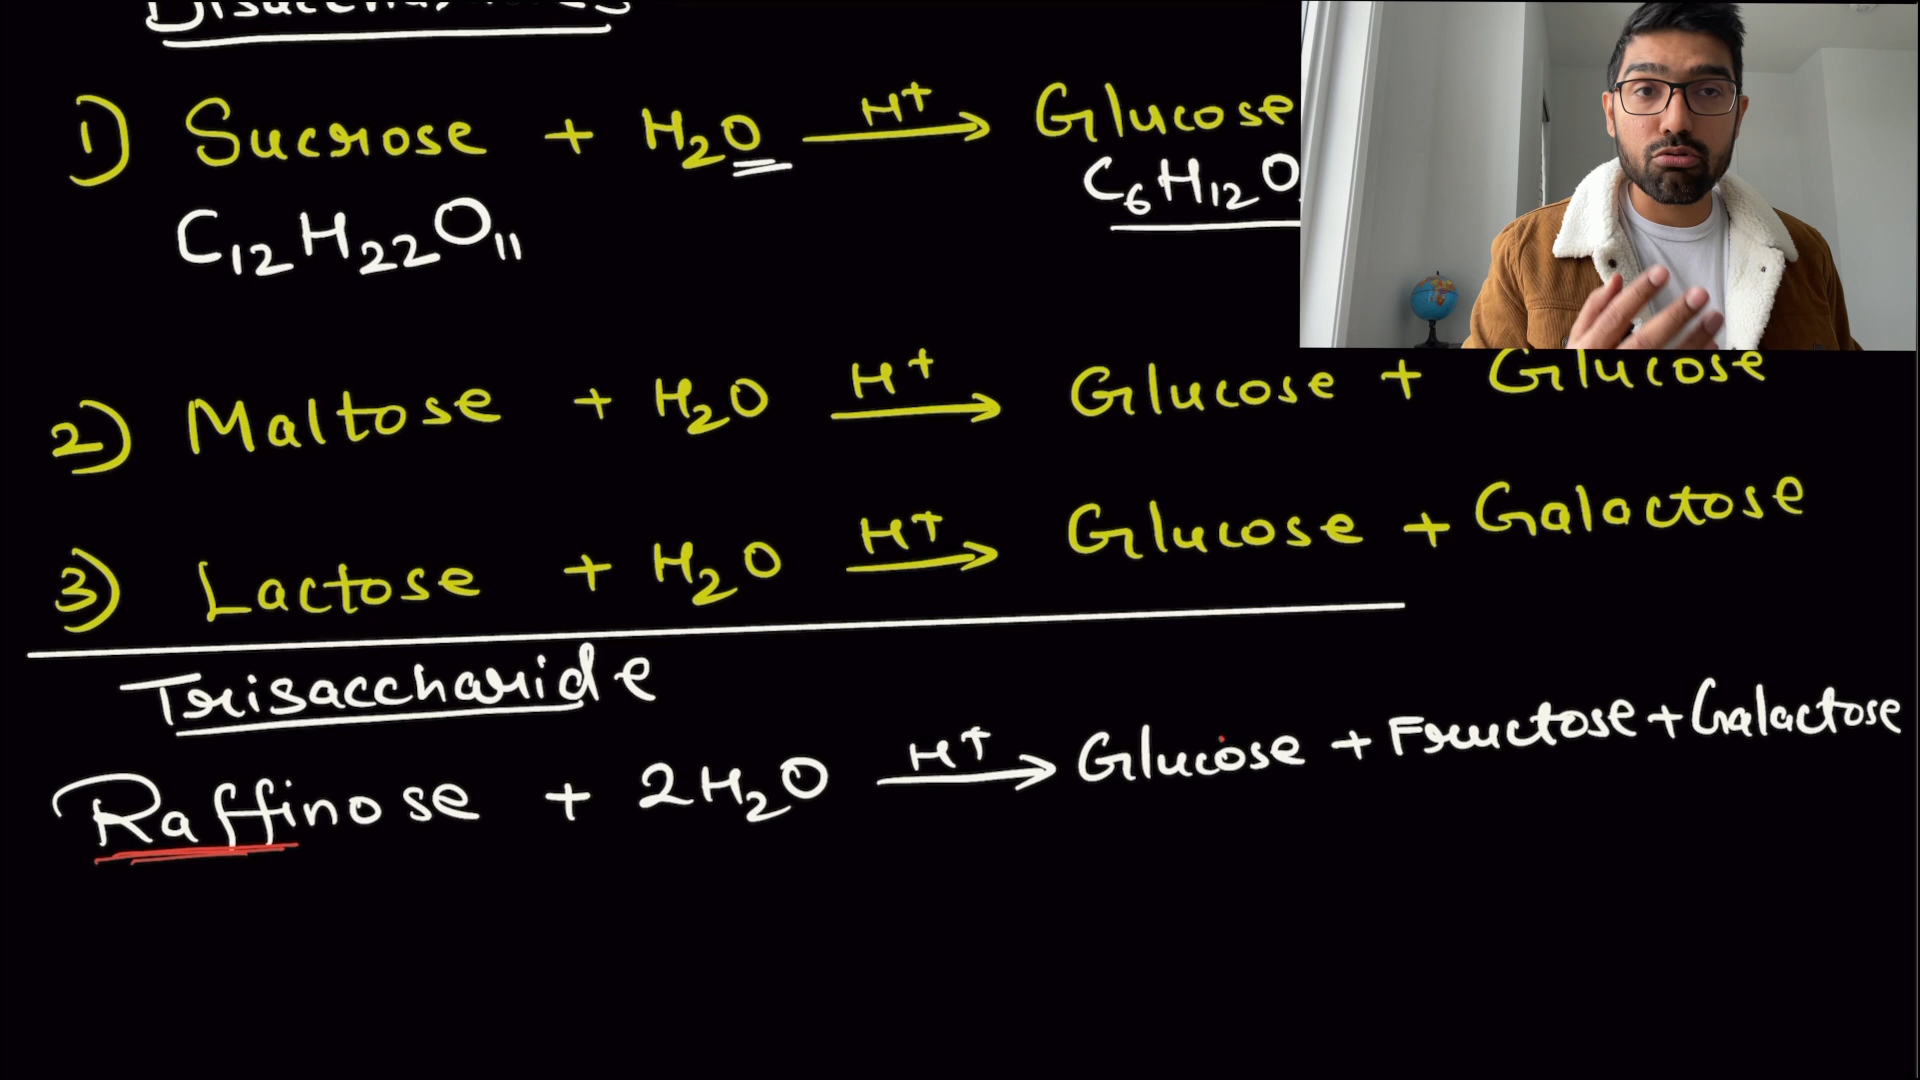 Disaccharides
1) Sucrose + H₂O —H⁺→ Glucose
C₁₂H₂₂O₁₁ C₆H₁₂O
2) Maltose + H₂O —H⁺→ Glucose + Glucose
3) Lactose + H₂O —H⁺→ Glucose + Galactose
Trisaccharide
Raffinose + 2H₂O —H⁺→ Glucose + Fructose + Galactose